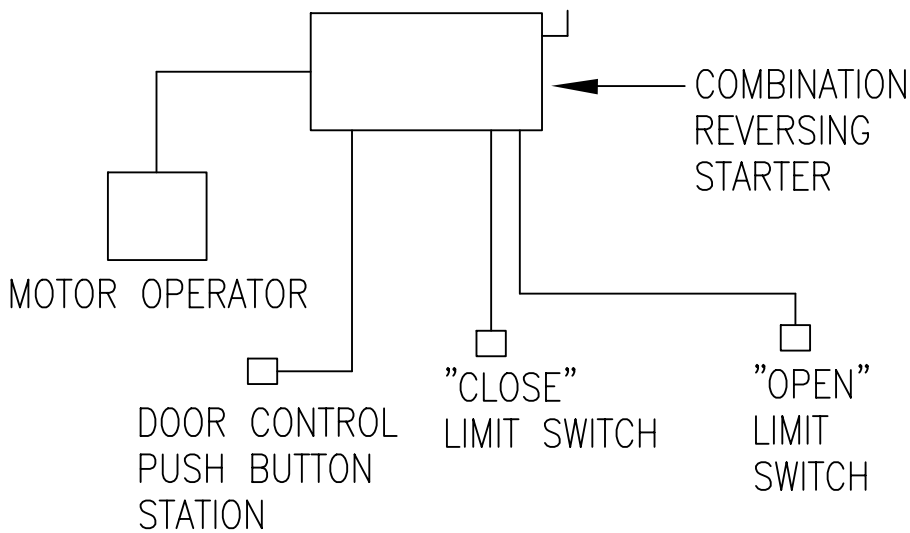 COMBINATION
REVERSING
STARTER
MOTOR OPERATOR
DOOR CONTROL
PUSH BUTTON
STATION
"CLOSE"
LIMIT SWITCH
"OPEN"
LIMIT
SWITCH